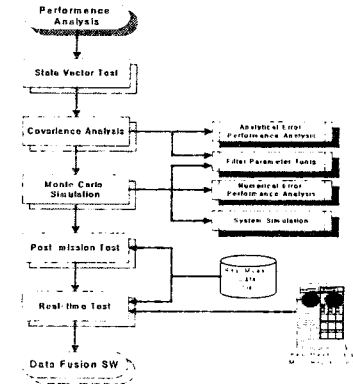 Performance
Analysis
State Vector Test
Covariance Analysis
Analytical Error
Performance Analysis
Filter Parameter
Monte Carlo
Simulation
Numerical Error
Performance Analysis
System Simulation
Post-mission Test
Real-time Test
Data Fusion SW